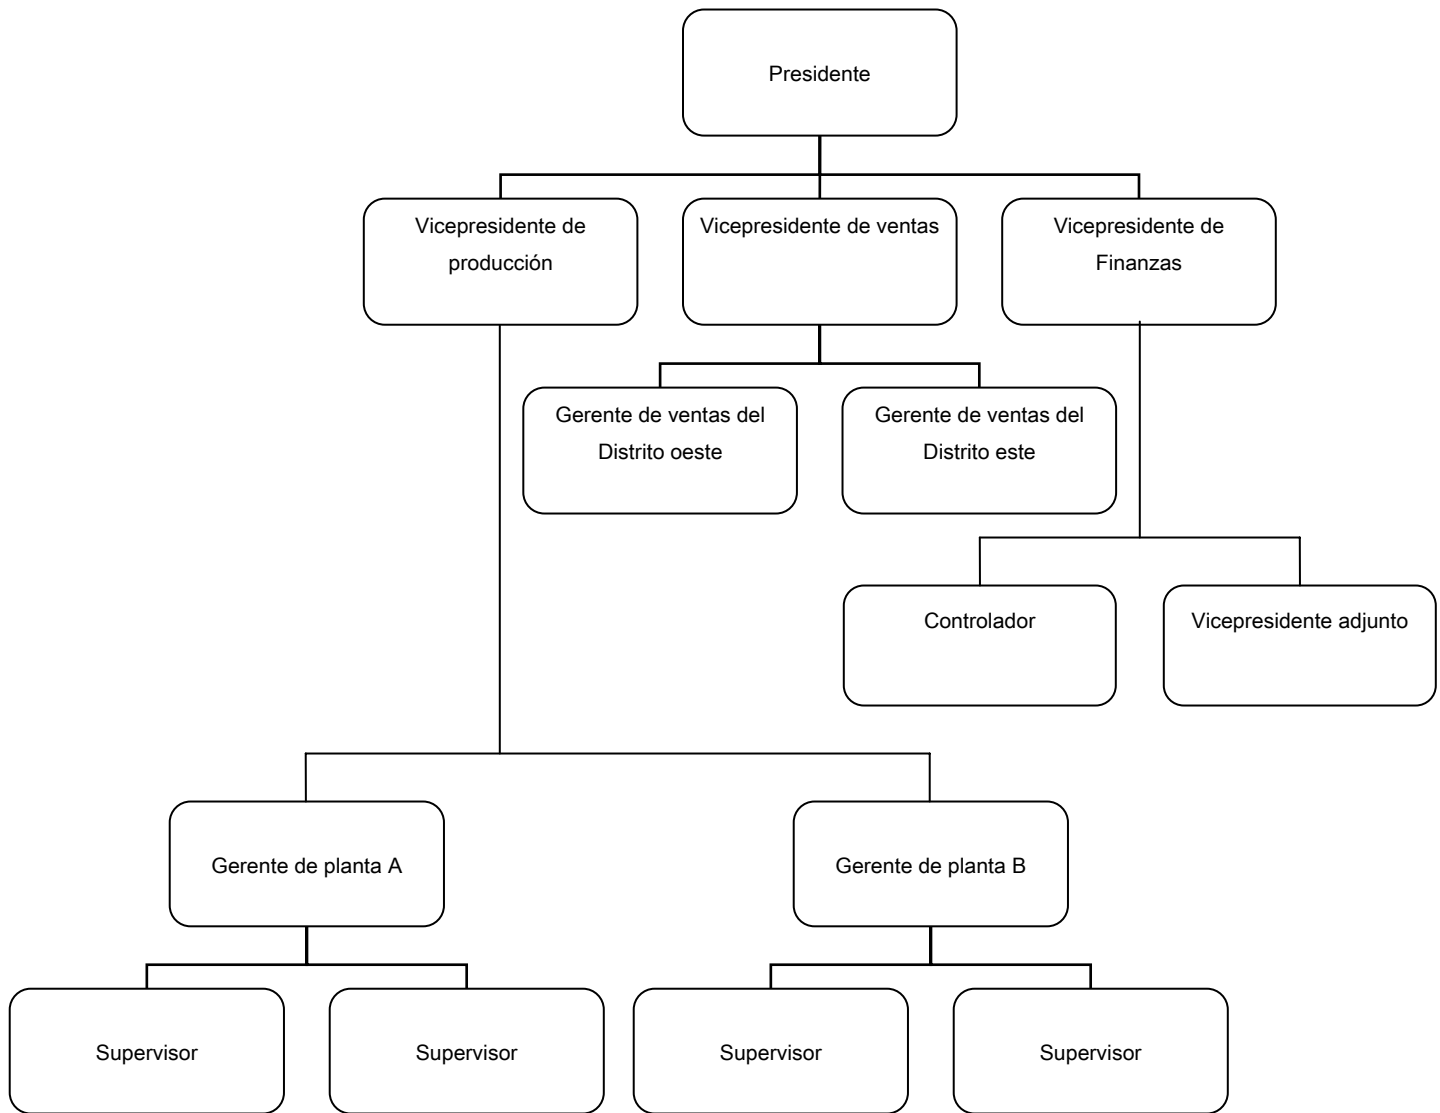 Presidente
Vicepresidente de
producción
Vicepresidente de ventas
Vicepresidente de
Finanzas
Gerente de ventas del
Distrito oeste
Gerente de ventas del
Distrito este
Controlador
Vicepresidente adjunto
Gerente de planta A
Gerente de planta B
Supervisor
Supervisor
Supervisor
Supervisor